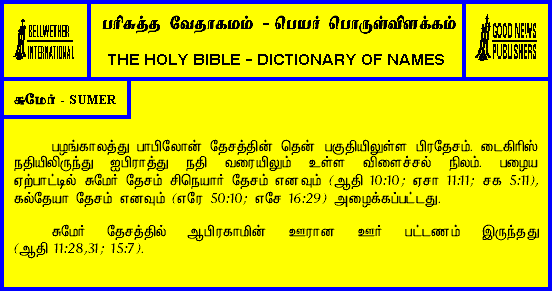 BELLWETHER
INTERNATIONAL
பரிசுத்த வேதாகமம் - பெயர் பொருள்விளக்கம்
THE HOLY BIBLE - DICTIONARY OF NAMES
GOOD NEWS
PUBLISHERS
சுமேர் - SUMER
பழங்காலத்து பாபிலோன் தேசத்தின் தென் பகுதியிலுள்ள பிரதேசம். டைகிரிஸ்
நதியிலிருந்து ஐபிராத்து நதி வரையிலும் உள்ள விளைச்சல் நிலம். பழைய
ஏற்பாட்டில் சுமேர் தேசம் சிநெயார் தேசம் எனவும் (ஆதி 10:10; ஏசா 11:11; சக 5:11),
கல்தேயா தேசம் எனவும் (எரே 50:10; எசே 16:29) அழைக்கப்பட்டது.
சுமேர் தேசத்தில் ஆபிரகாமின் ஊரான ஊர் பட்டணம் இருந்தது
(ஆதி 11:28,31; 15:7).